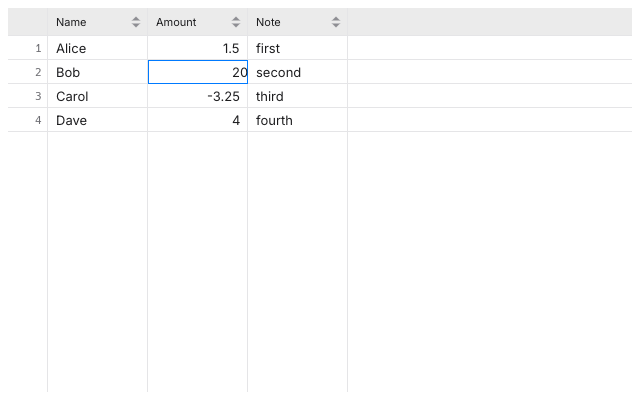 Name Amount Note
1 Alice 1.5 first
2 Bob 20 second
3 Carol -3.25 third
4 Dave 4 fourth